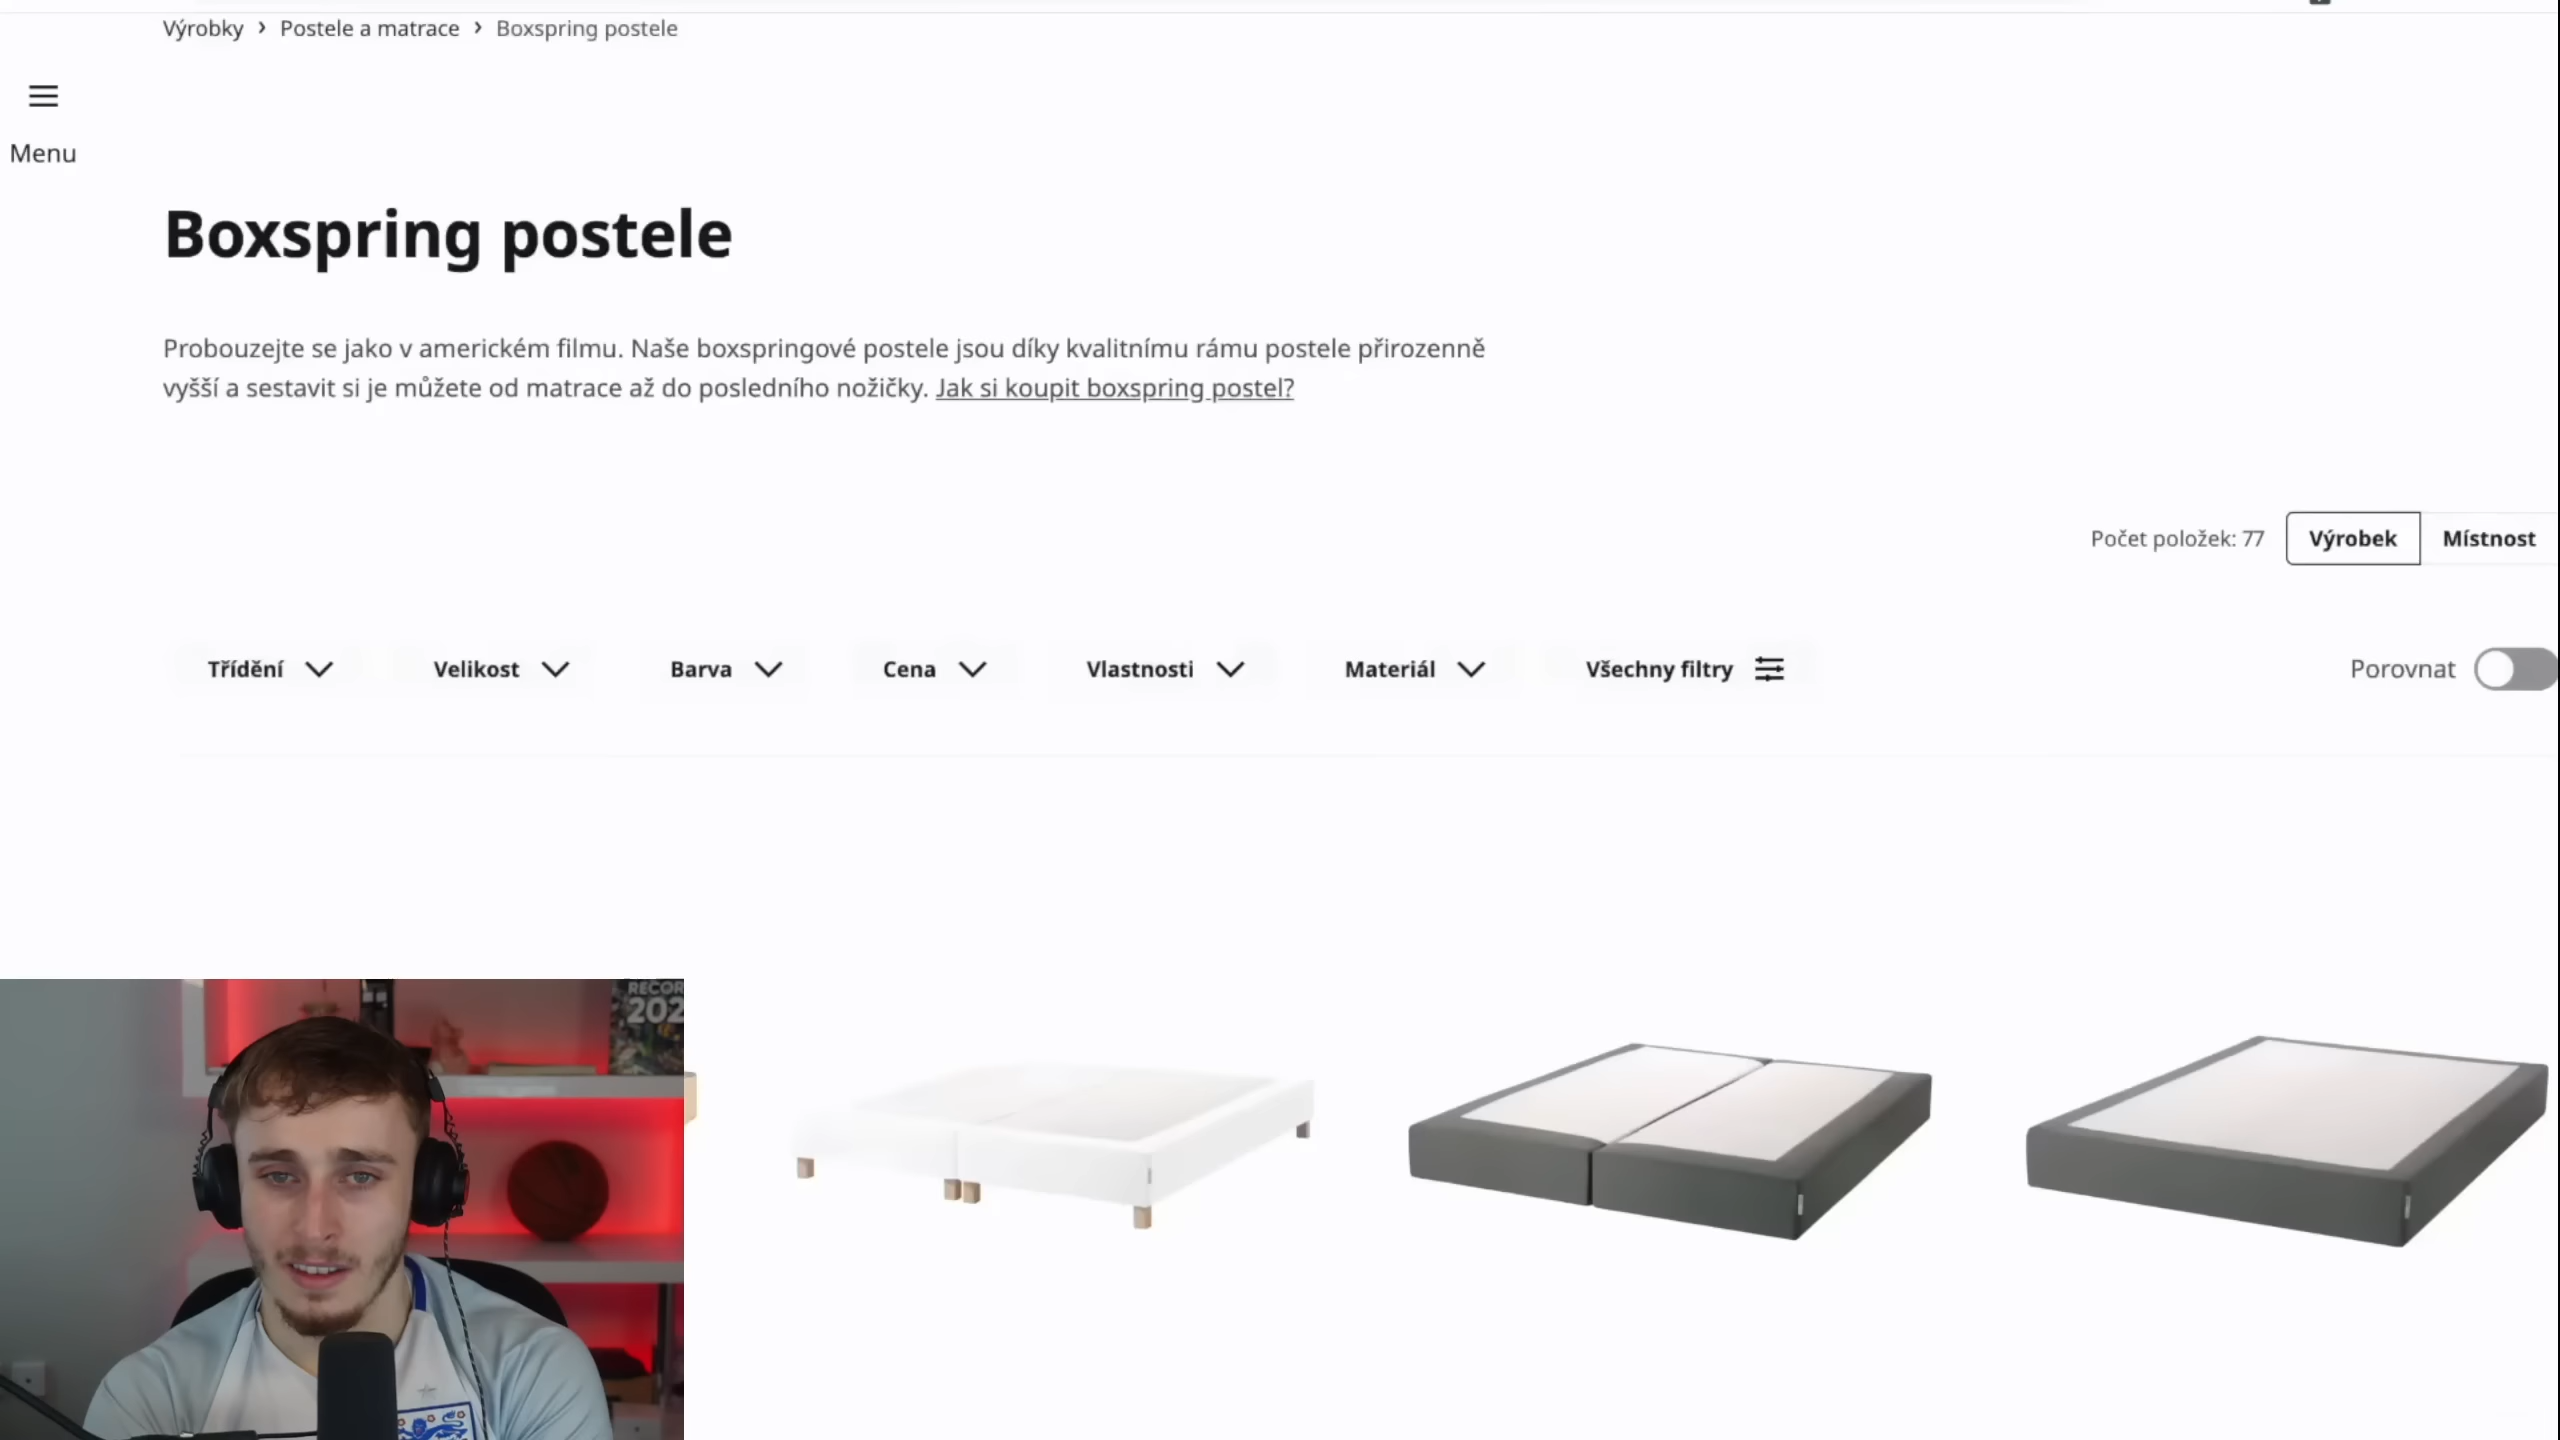 Výrobky › Postele a matrace › Boxspring postele
Menu
Boxspring postele
Probouzejte se jako v americkém filmu. Naše boxspringové postele jsou díky kvalitnímu rámu postele přirozenně
vyšší a sestavit si je můžete od matrace až do posledního nožičky. Jak si koupit boxspring postel?
Počet položek: 77 Výrobek Místnost
Třídění Velikost Barva Cena Vlastnosti Materiál Všechny filtry Porovnat
RECOR
202